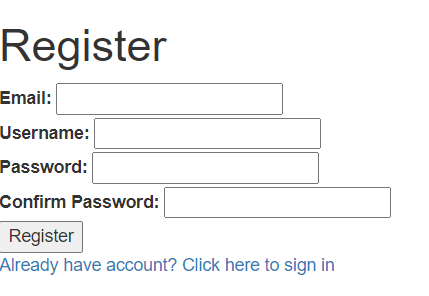 Register
Email:
Username:
Password:
Confirm Password:
Register
Already have account? Click here to sign in